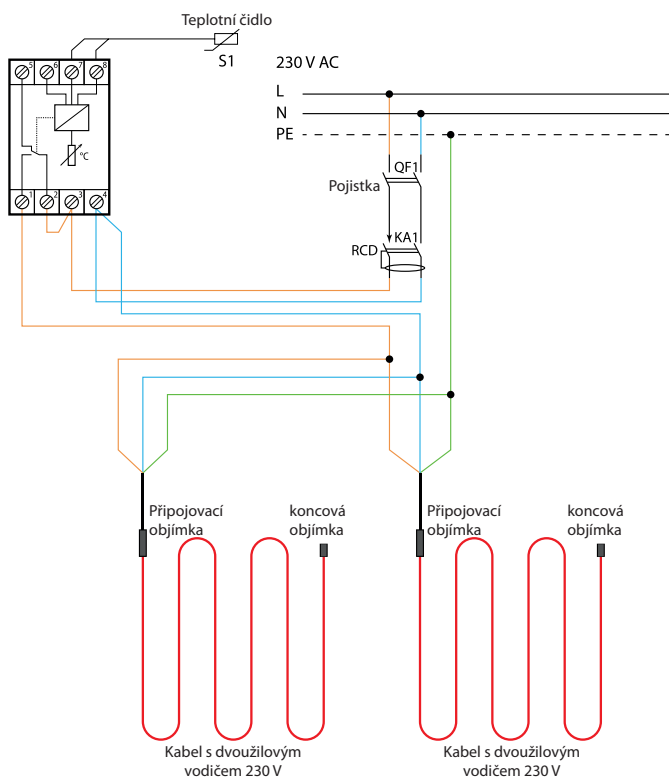 Teplotní čidlo
S1
230 V AC
L
N
PE
5
6
7
8
°C
1
2
3
4
QF1
Pojistka
KA1
RCD
Připojovací
objímka
koncová
objímka
Připojovací
objímka
koncová
objímka
Kabel s dvoužilovým
vodičem 230 V
Kabel s dvoužilovým
vodičem 230 V